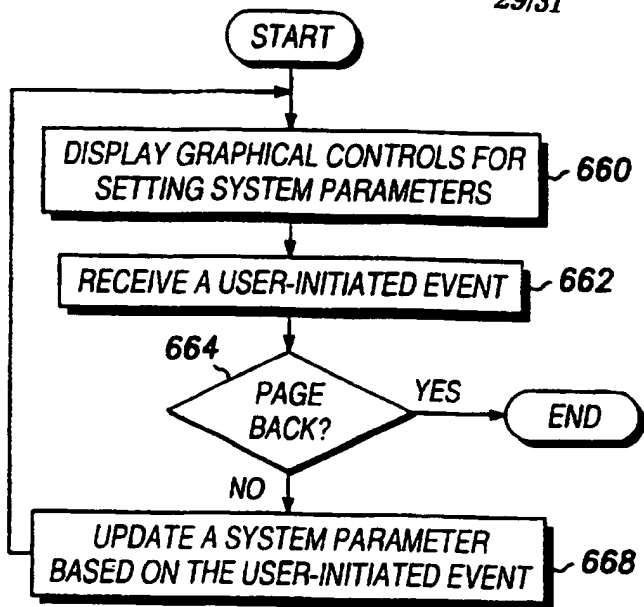 29/31
START
DISPLAY GRAPHICAL CONTROLS FOR
SETTING SYSTEM PARAMETERS
660
RECEIVE A USER-INITIATED EVENT
662
664
PAGE
BACK?
YES
END
NO
UPDATE A SYSTEM PARAMETER
BASED ON THE USER-INITIATED EVENT
668